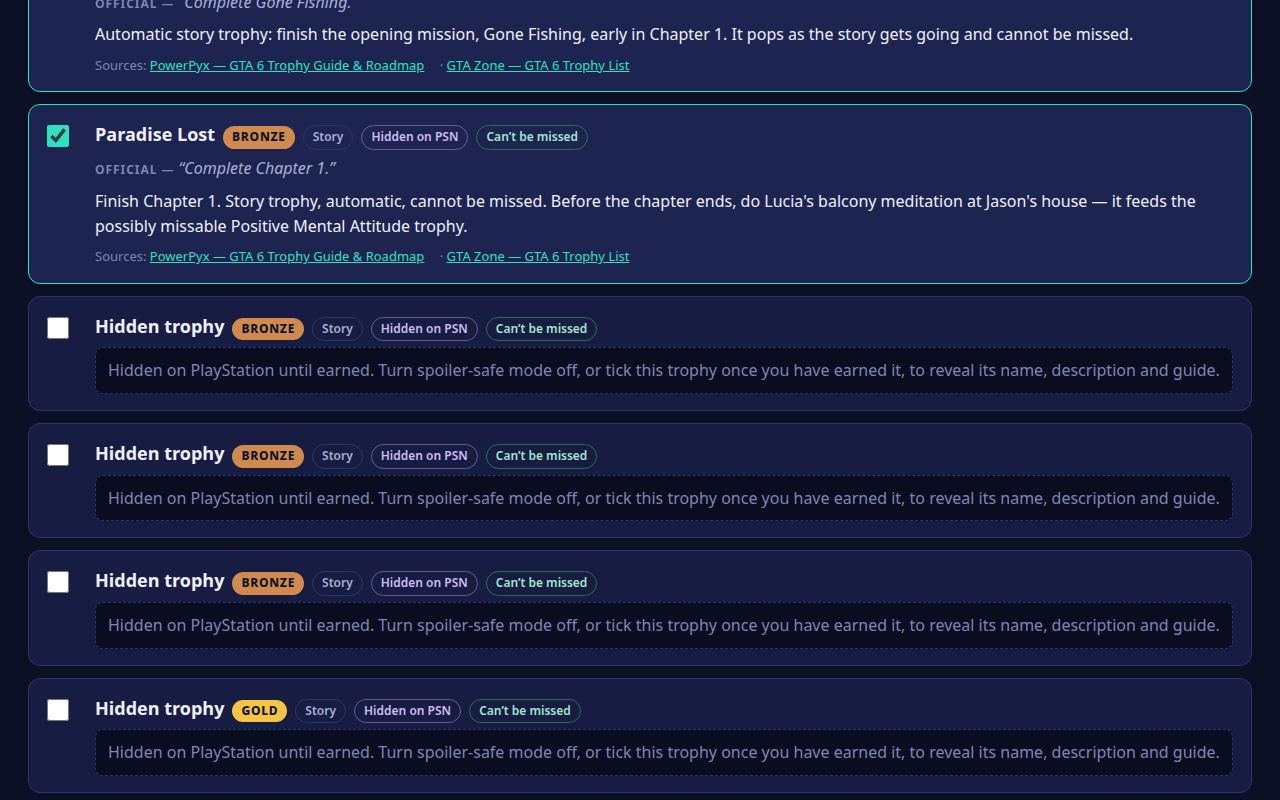 OFFICIAL — “Complete Gone Fishing.”
Automatic story trophy: finish the opening mission, Gone Fishing, early in Chapter 1. It pops as the story gets going and cannot be missed.
Sources: PowerPyx — GTA 6 Trophy Guide & Roadmap · GTA Zone — GTA 6 Trophy List
Paradise Lost BRONZE Story Hidden on PSN Can’t be missed
OFFICIAL — “Complete Chapter 1.”
Finish Chapter 1. Story trophy, automatic, cannot be missed. Before the chapter ends, do Lucia's balcony meditation at Jason's house — it feeds the
possibly missable Positive Mental Attitude trophy.
Sources: PowerPyx — GTA 6 Trophy Guide & Roadmap · GTA Zone — GTA 6 Trophy List
Hidden trophy BRONZE Story Hidden on PSN Can’t be missed
Hidden on PlayStation until earned. Turn spoiler-safe mode off, or tick this trophy once you have earned it, to reveal its name, description and guide.
Hidden trophy BRONZE Story Hidden on PSN Can’t be missed
Hidden on PlayStation until earned. Turn spoiler-safe mode off, or tick this trophy once you have earned it, to reveal its name, description and guide.
Hidden trophy BRONZE Story Hidden on PSN Can’t be missed
Hidden on PlayStation until earned. Turn spoiler-safe mode off, or tick this trophy once you have earned it, to reveal its name, description and guide.
Hidden trophy GOLD Story Hidden on PSN Can’t be missed
Hidden on PlayStation until earned. Turn spoiler-safe mode off, or tick this trophy once you have earned it, to reveal its name, description and guide.